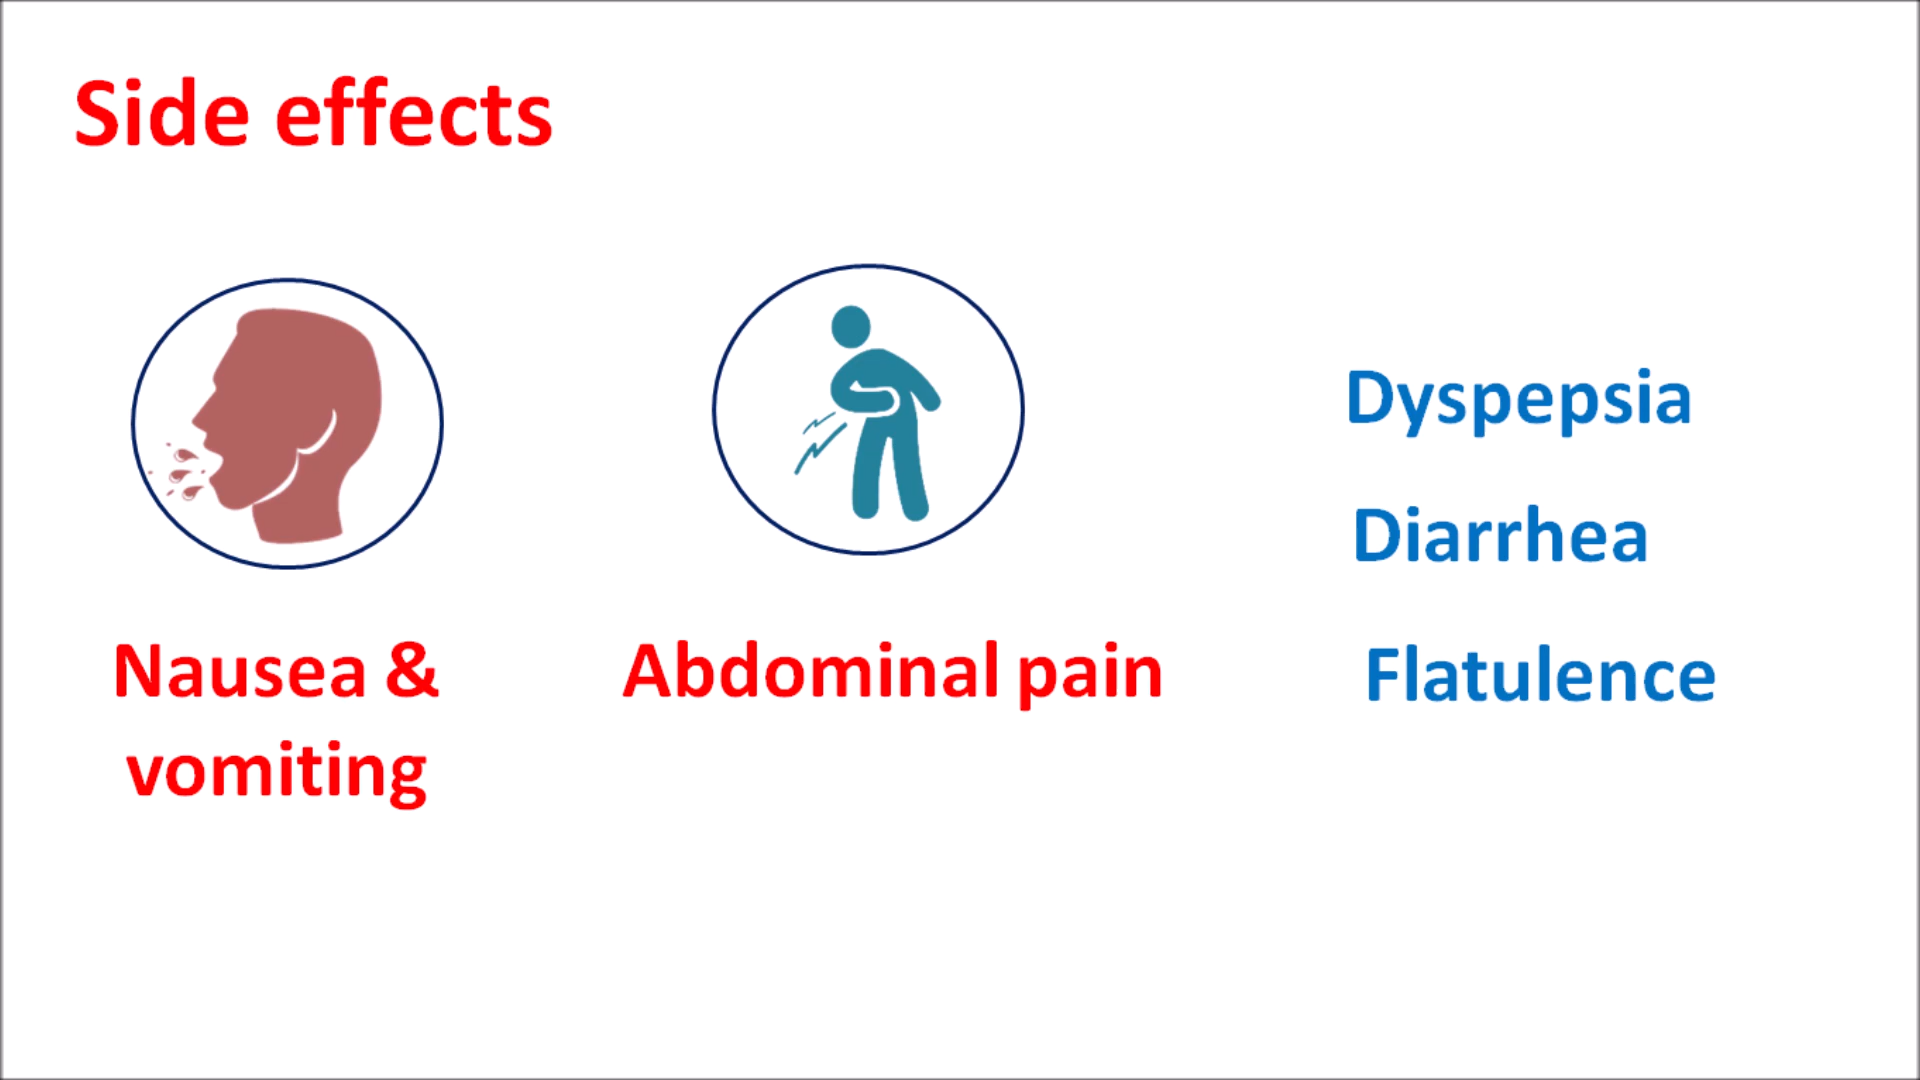 Side effects
Nausea &
vomiting
Abdominal pain
Dyspepsia
Diarrhea
Flatulence